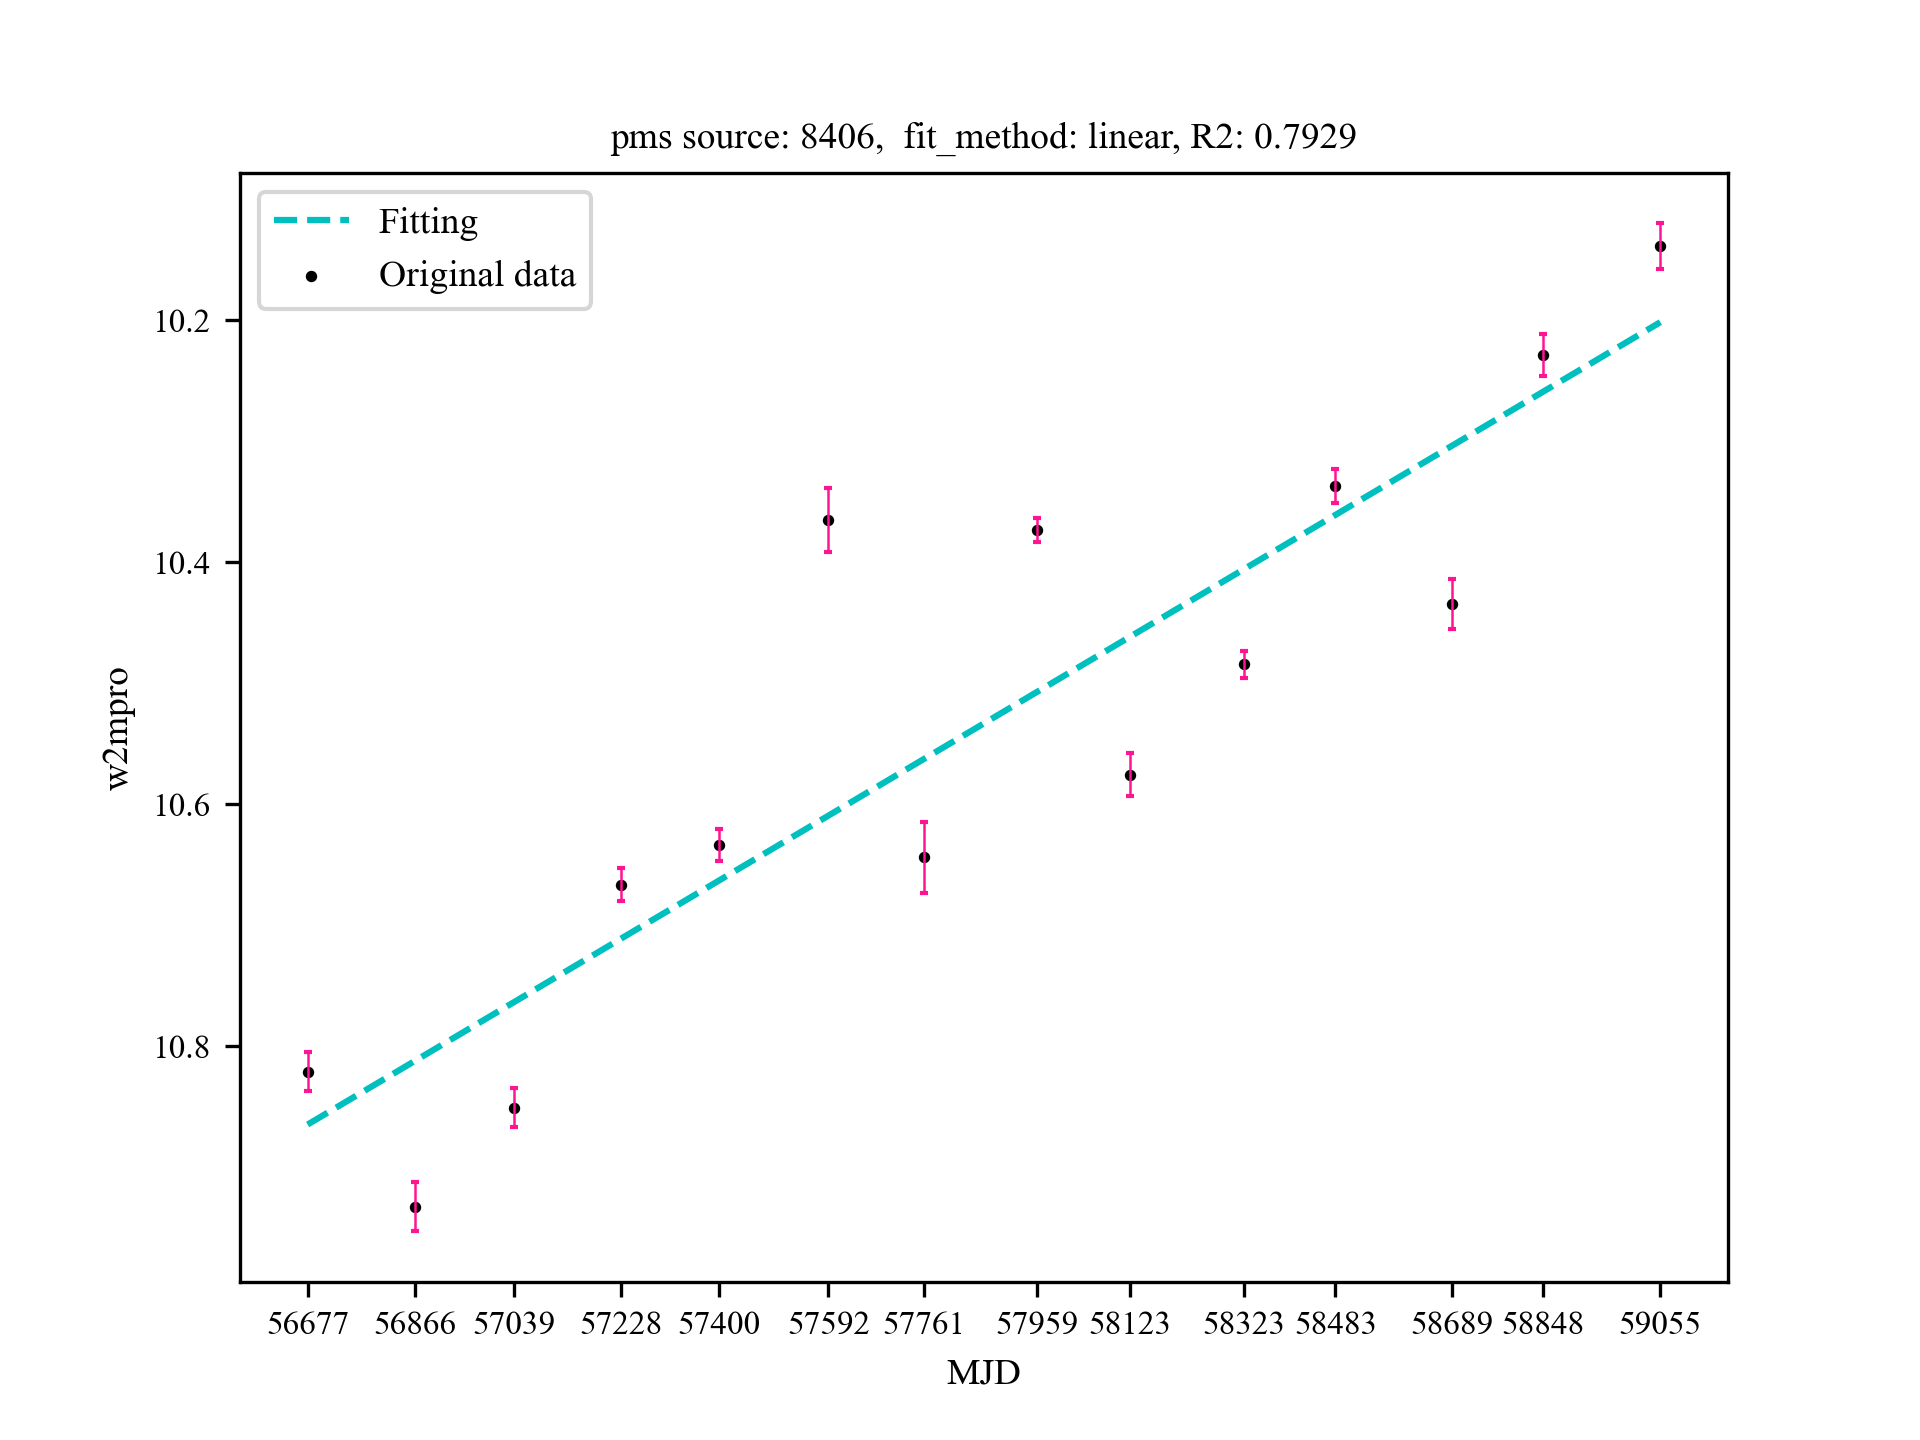 pms source: 8406,  fit_method: linear, R2: 0.7929
Fitting
Original data
10.2
10.4
10.6
10.8
w2mpro
56677 56866 57039 57228 57400 57592 57761 57959 58123 58323 58483 58689 58848 59055
MJD